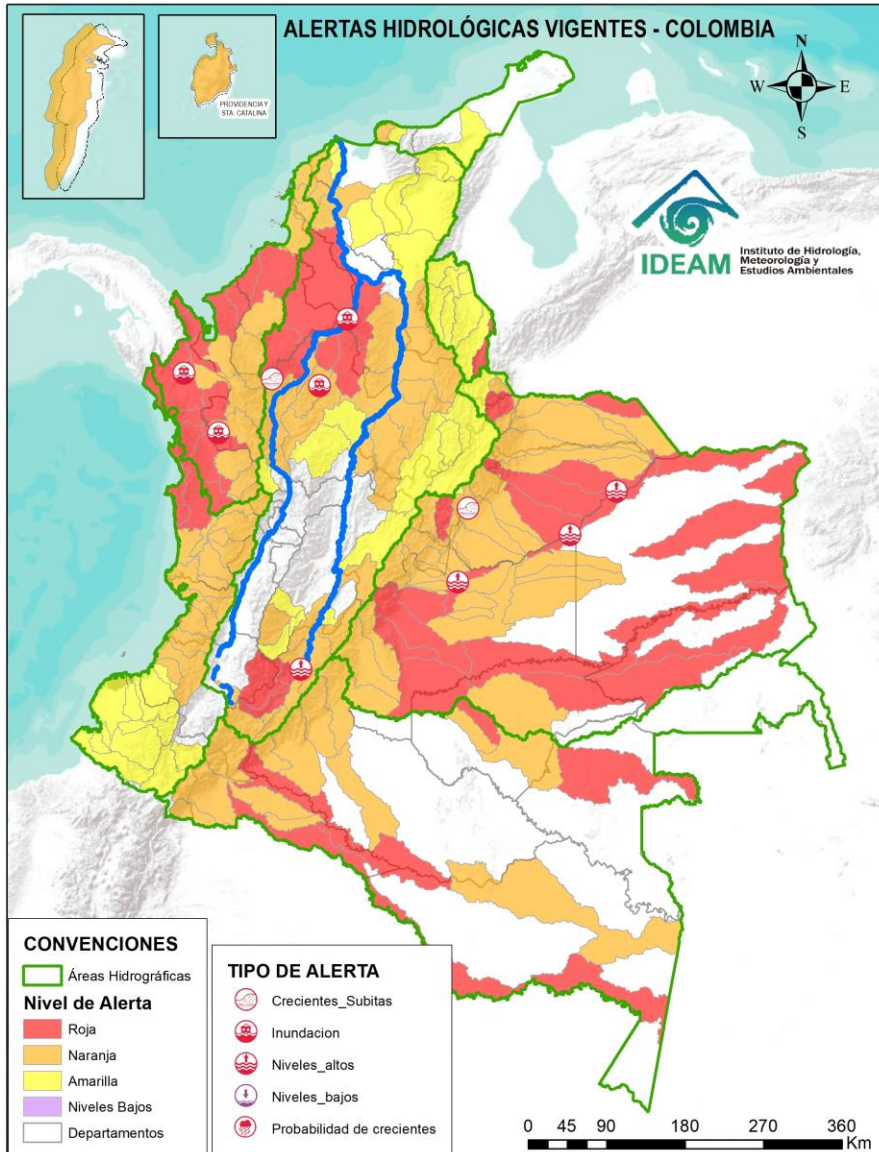 ALERTAS HIDROLÓGICAS VIGENTES - COLOMBIA
PROVIDENCIA Y
STA. CATALINA
N
W
E
S
IDEAM
Instituto de Hidrología,
Meteorología y
Estudios Ambientales
CONVENCIONES
Áreas Hidrográficas
Nivel de Alerta
Roja
Naranja
Amarilla
Niveles Bajos
Departamentos
TIPO DE ALERTA
Crecientes_Subitas
Inundacion
Niveles_altos
Niveles_bajos
Probabilidad de crecientes
0 45 90 180 270 360
Km